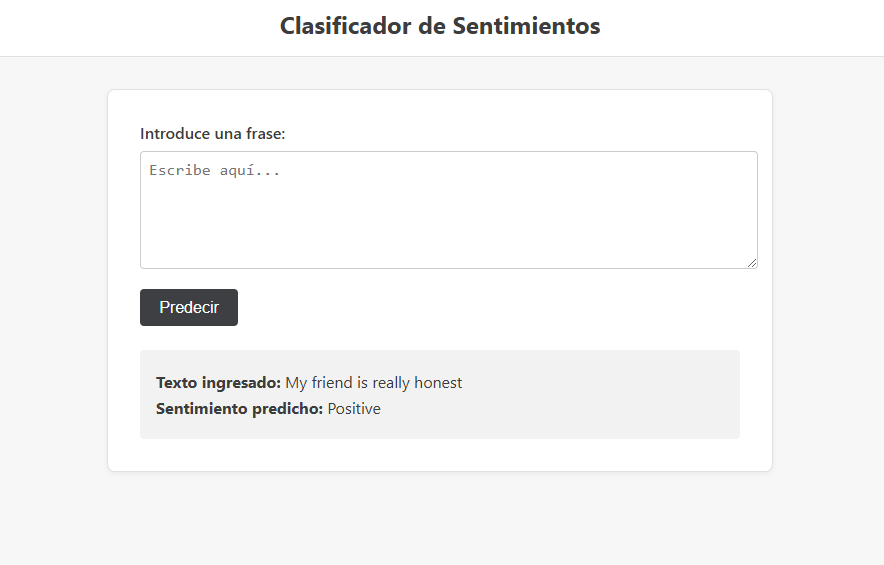 Clasificador de Sentimientos
Introduce una frase:
Escribe aquí...
Predecir
Texto ingresado: My friend is really honest
Sentimiento predicho: Positive